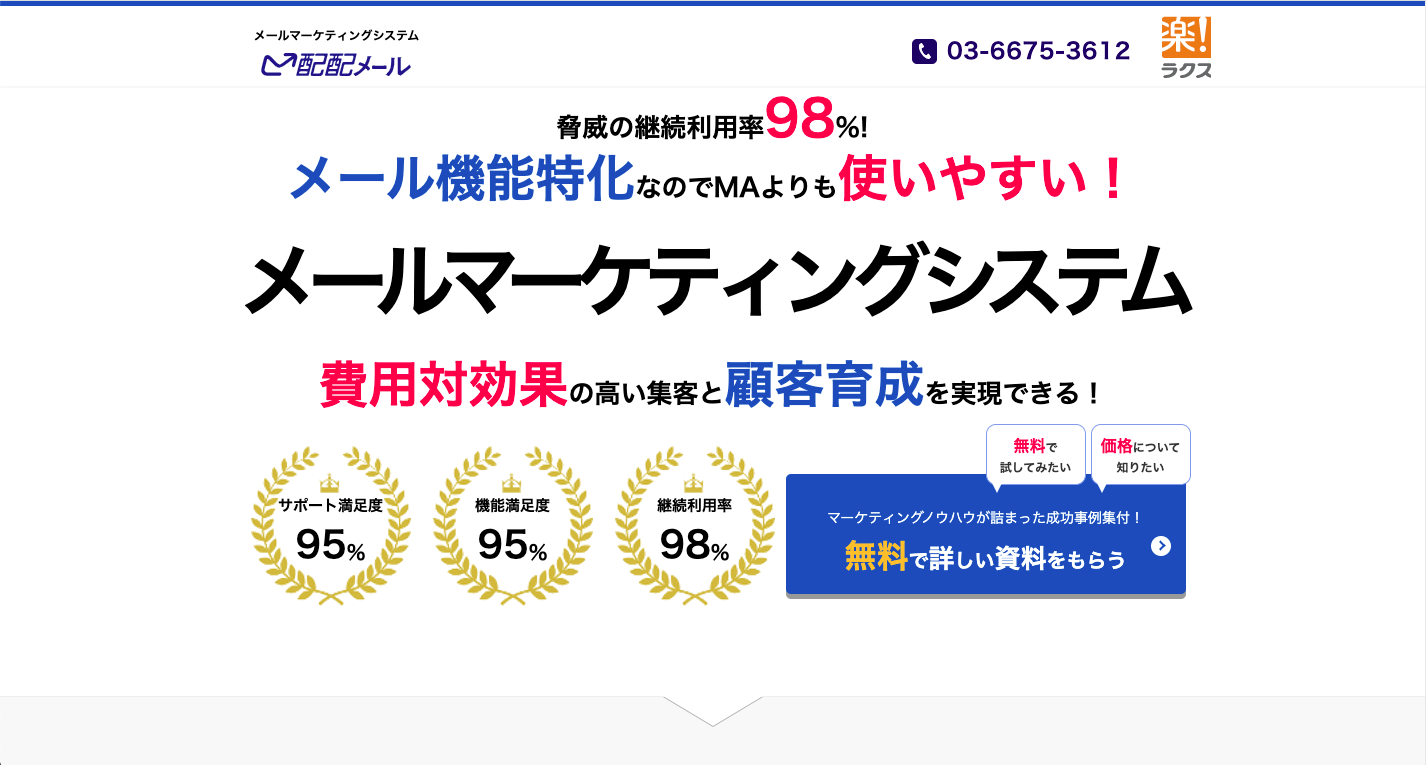 メールマーケティングシステム
配配メール
03-6675-3612
楽!
ラクス
脅威の継続利用率98%!
メール機能特化なのでMAよりも使いやすい！
メールマーケティングシステム
費用対効果の高い集客と顧客育成を実現できる！
サポート満足度
95%
機能満足度
95%
継続利用率
98%
無料で
試してみたい
価格について
知りたい
マーケティングノウハウが詰まった成功事例集付！
無料で詳しい資料をもらう